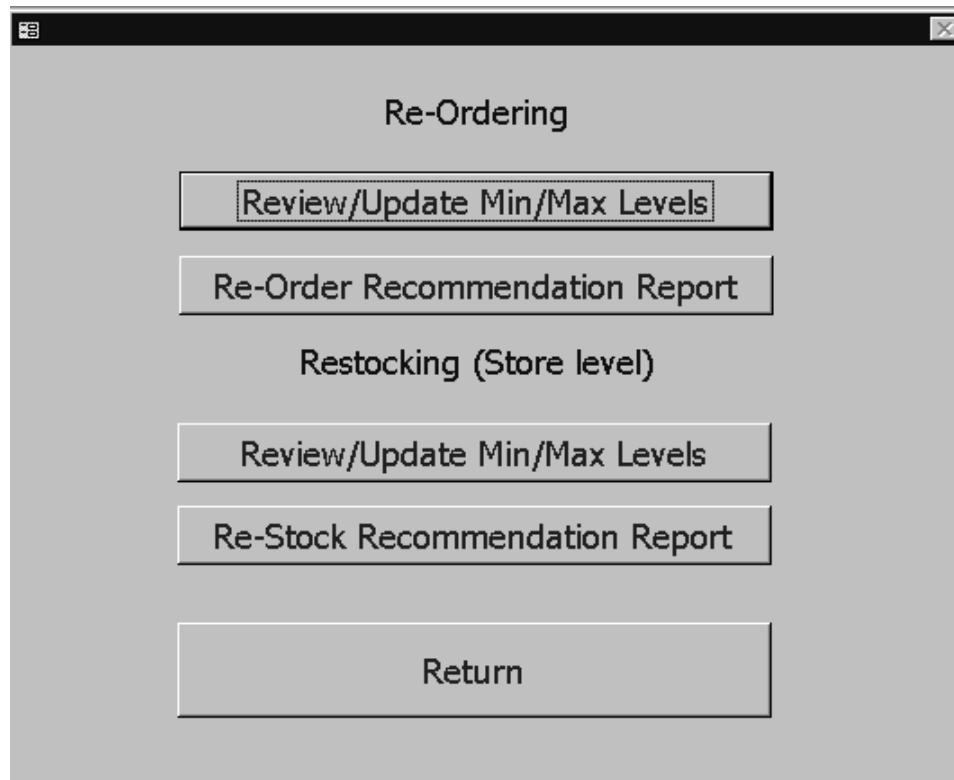 Re-Ordering
Review/Update Min/Max Levels
Re-Order Recommendation Report
Restocking (Store level)
Review/Update Min/Max Levels
Re-Stock Recommendation Report
Return